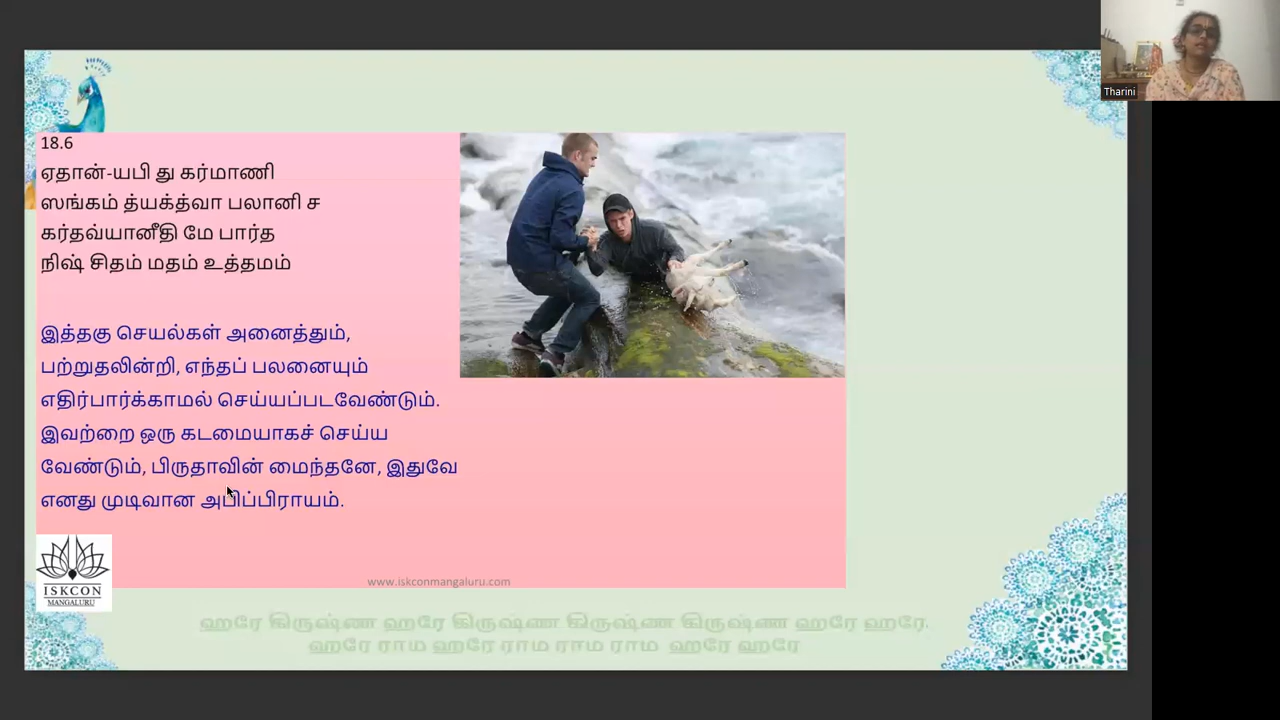 Tharini
18.6
ஏதான்-யபி து கர்மாணி
ஸங்கம் த்யக்த்வா பலானி ச
கர்தவ்யானீதி மே பார்த
நிஷ் சிதம் மதம் உத்தமம்
இத்தகு செயல்கள் அனைத்தும்,
பற்றுதலின்றி, எந்தப் பலனையும்
எதிர்பார்க்காமல் செய்யப்படவேண்டும்.
இவற்றை ஒரு கடமையாகச் செய்ய
வேண்டும், பிருதாவின் மைந்தனே, இதுவே
எனது முடிவான அபிப்பிராயம்.
ISKCON
MANGALURU
www.iskconmangaluru.com
ஹரே கிருஷ்ண ஹரே கிருஷ்ண கிருஷ்ண கிருஷ்ண ஹரே ஹரே.
ஹரே ராம ஹரே ராம ராம ராம ஹரே ஹரே